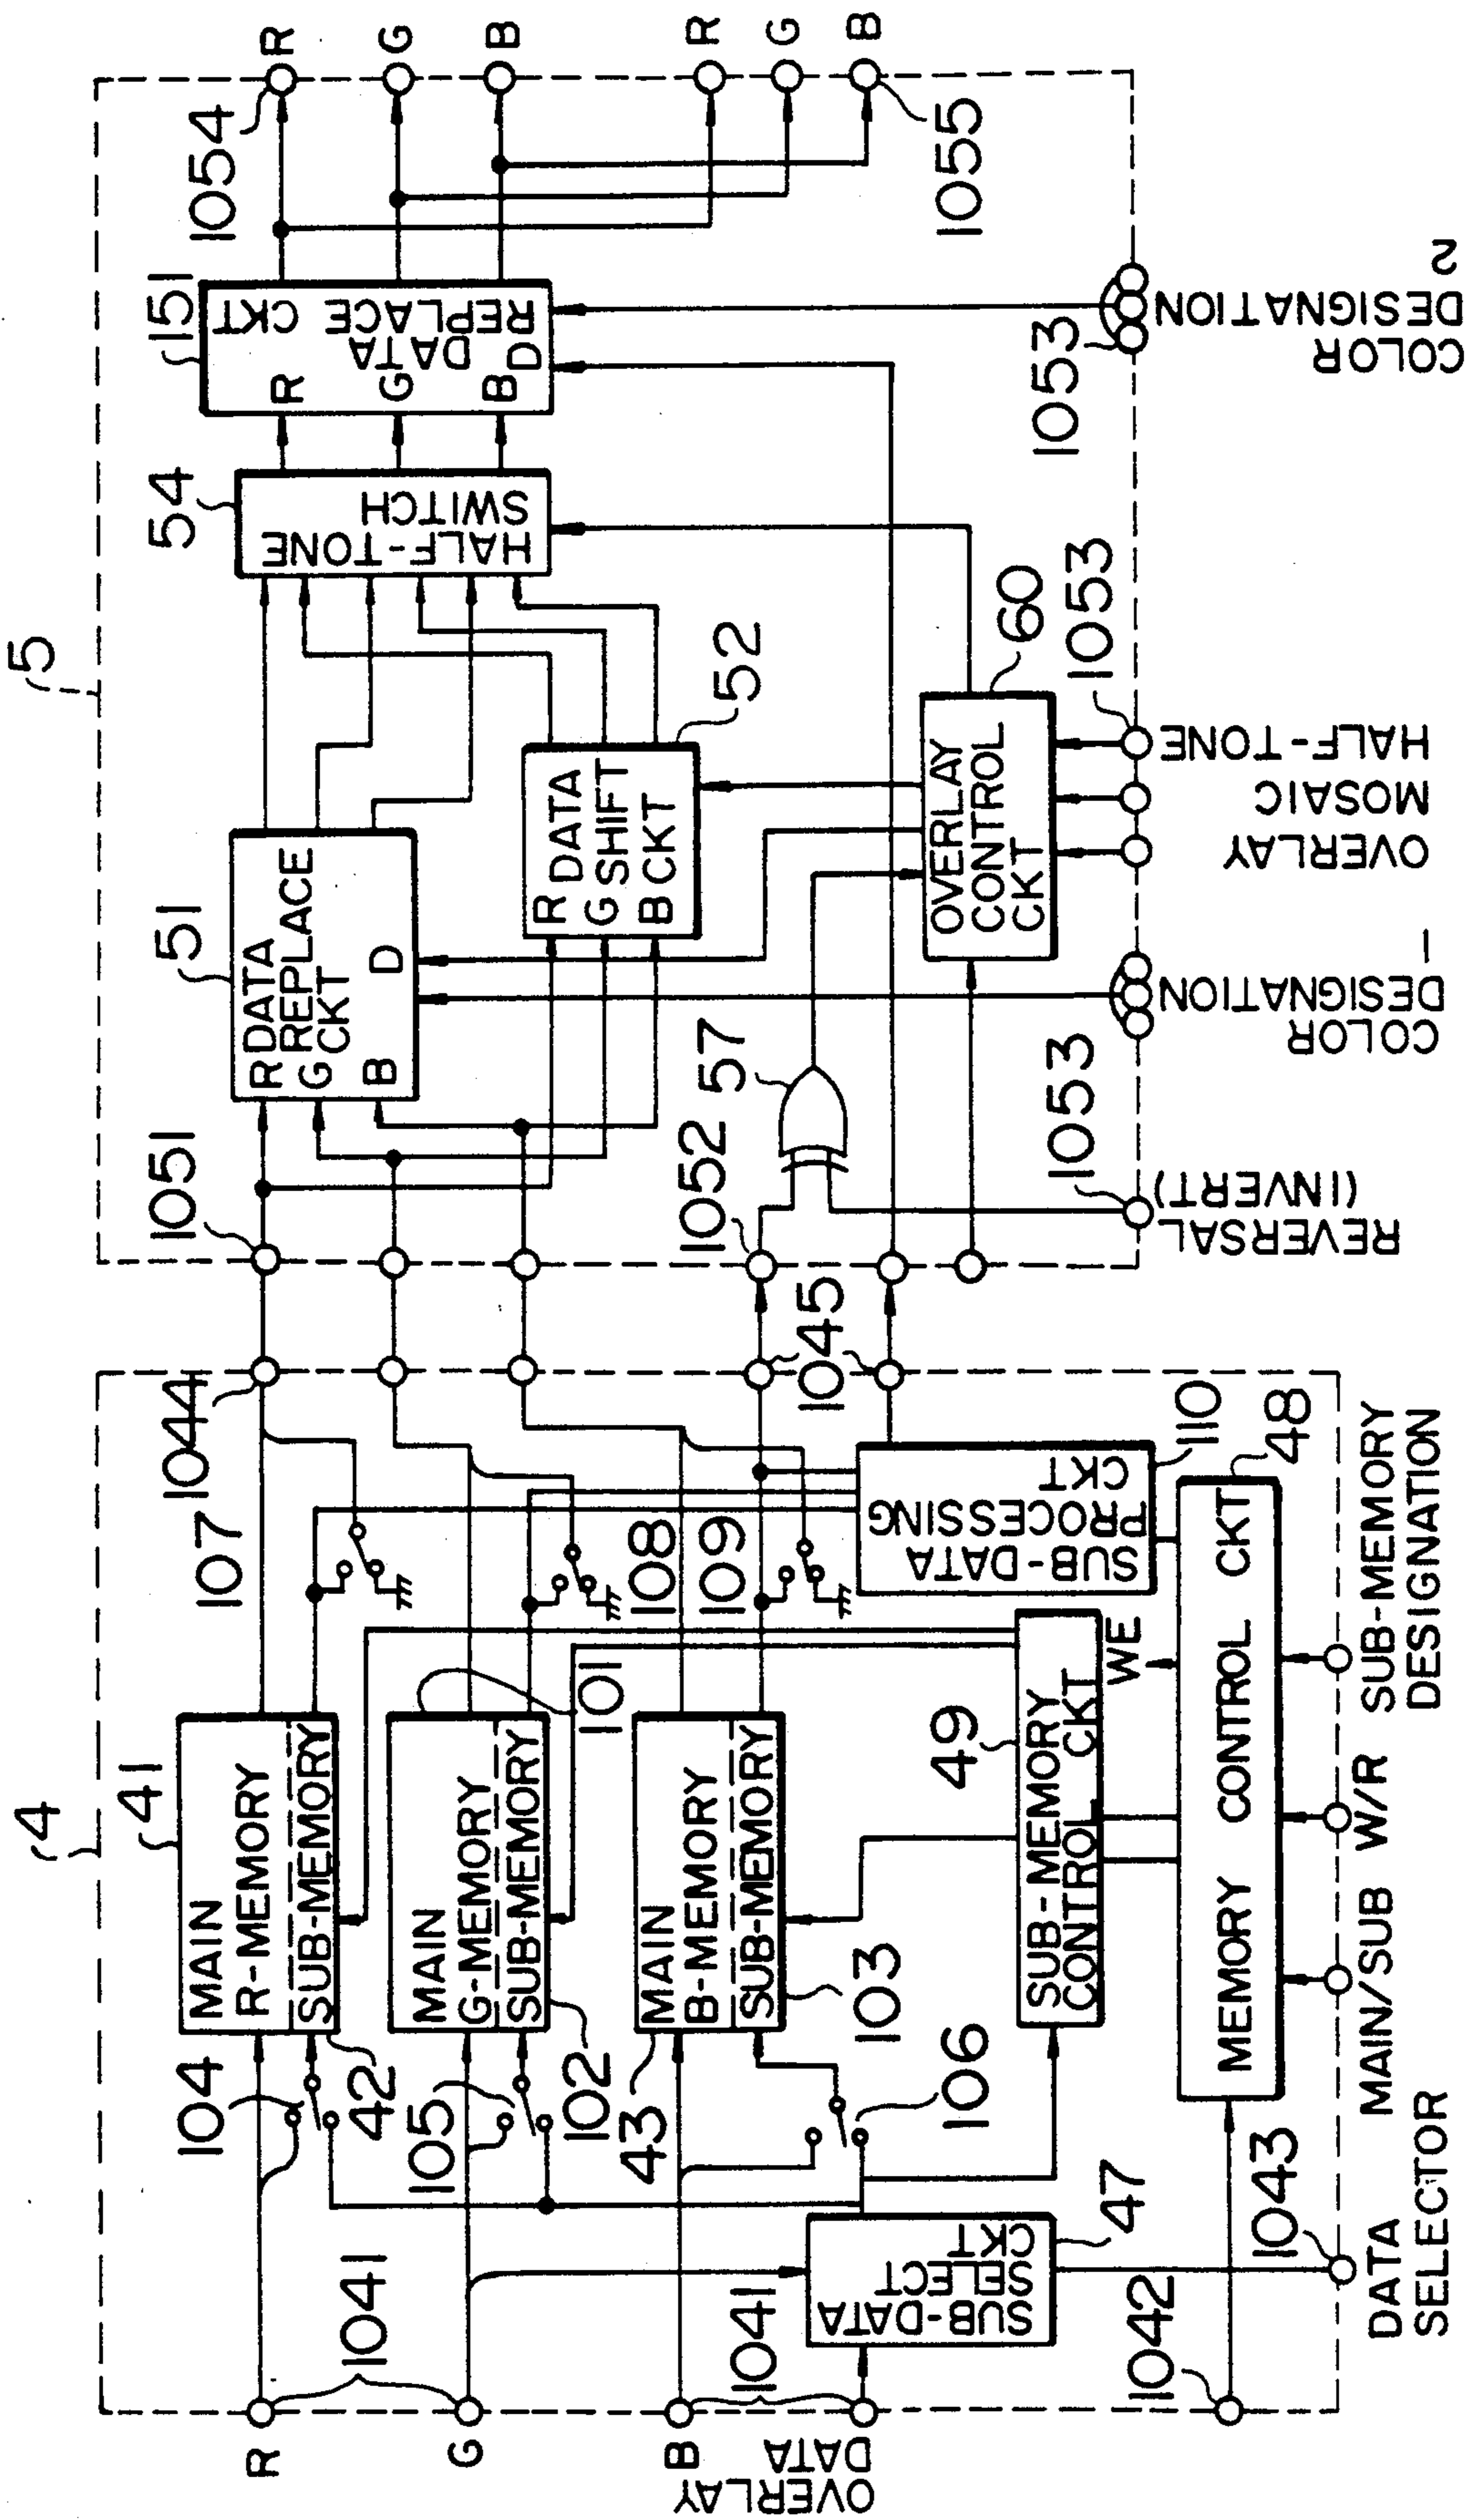 4
41
R
G
B
OVERLAY
DATA
1041
1041
1042
1043
DATA
SELECTOR
104
105
106
42
102
43
103
47
SUB-DATA
SELECT
CKT
MAIN
R-MEMORY
SUB-MEMORY
MAIN
G-MEMORY
SUB-MEMORY
MAIN
B-MEMORY
SUB-MEMORY
101
107
108
109
49
SUB-MEMORY
CONTROL CKT
WE
MEMORY CONTROL CKT
48
110
SUB-DATA
PROCESSING
CKT
MAIN/SUB
W/R
SUB-MEMORY
DESIGNATION
1044
1045
5
1051
1052
51
R DATA
REPLACE
G CKT
B
D
57
52
R DATA
G SHIFT
B CKT
60
OVERLAY
CONTROL
CKT
54
HALF-TONE
SWITCH
151
R
G
B
D
DATA
REPLACE CKT
1054
R
G
B
R
G
B
1055
1053
REVERSAL
(INVERT)
COLOR
DESIGNATION
1
OVERLAY
MOSAIC
HALF-TONE
1053
1053
COLOR
DESIGNATION
2